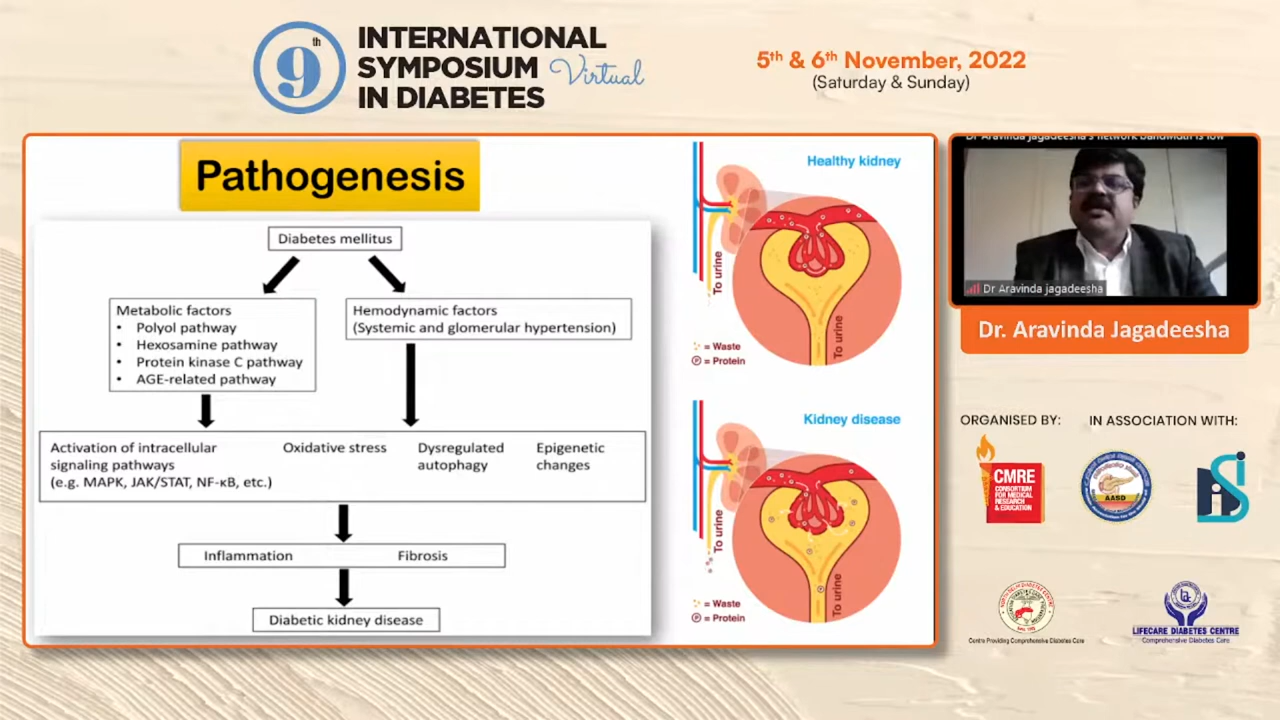 9th
INTERNATIONAL
SYMPOSIUM Virtual
IN DIABETES
5th & 6th November, 2022
(Saturday & Sunday)
Pathogenesis
Diabetes mellitus
Metabolic factors
• Polyol pathway
• Hexosamine pathway
• Protein kinase C pathway
• AGE-related pathway
Hemodynamic factors
(Systemic and glomerular hypertension)
Activation of intracellular
signaling pathways
(e.g. MAPK, JAK/STAT, NF-κB, etc.)
Oxidative stress
Dysregulated
autophagy
Epigenetic
changes
Inflammation
Fibrosis
Diabetic kidney disease
Healthy kidney
To urine
To urine
= Waste
P = Protein
Kidney disease
To urine
To urine
= Waste
P = Protein
Dr Aravinda jagadeesha's network bandwidth is low
Dr Aravinda jagadeesha
Dr. Aravinda Jagadeesha
ORGANISED BY:
IN ASSOCIATION WITH:
CMRE
CONSORTIUM
FOR MEDICAL
RESEARCH
& EDUCATION
AASD
Centre Providing Comprehensive Diabetes Care
LIFECARE DIABETES CENTRE
Comprehensive Diabetes Care